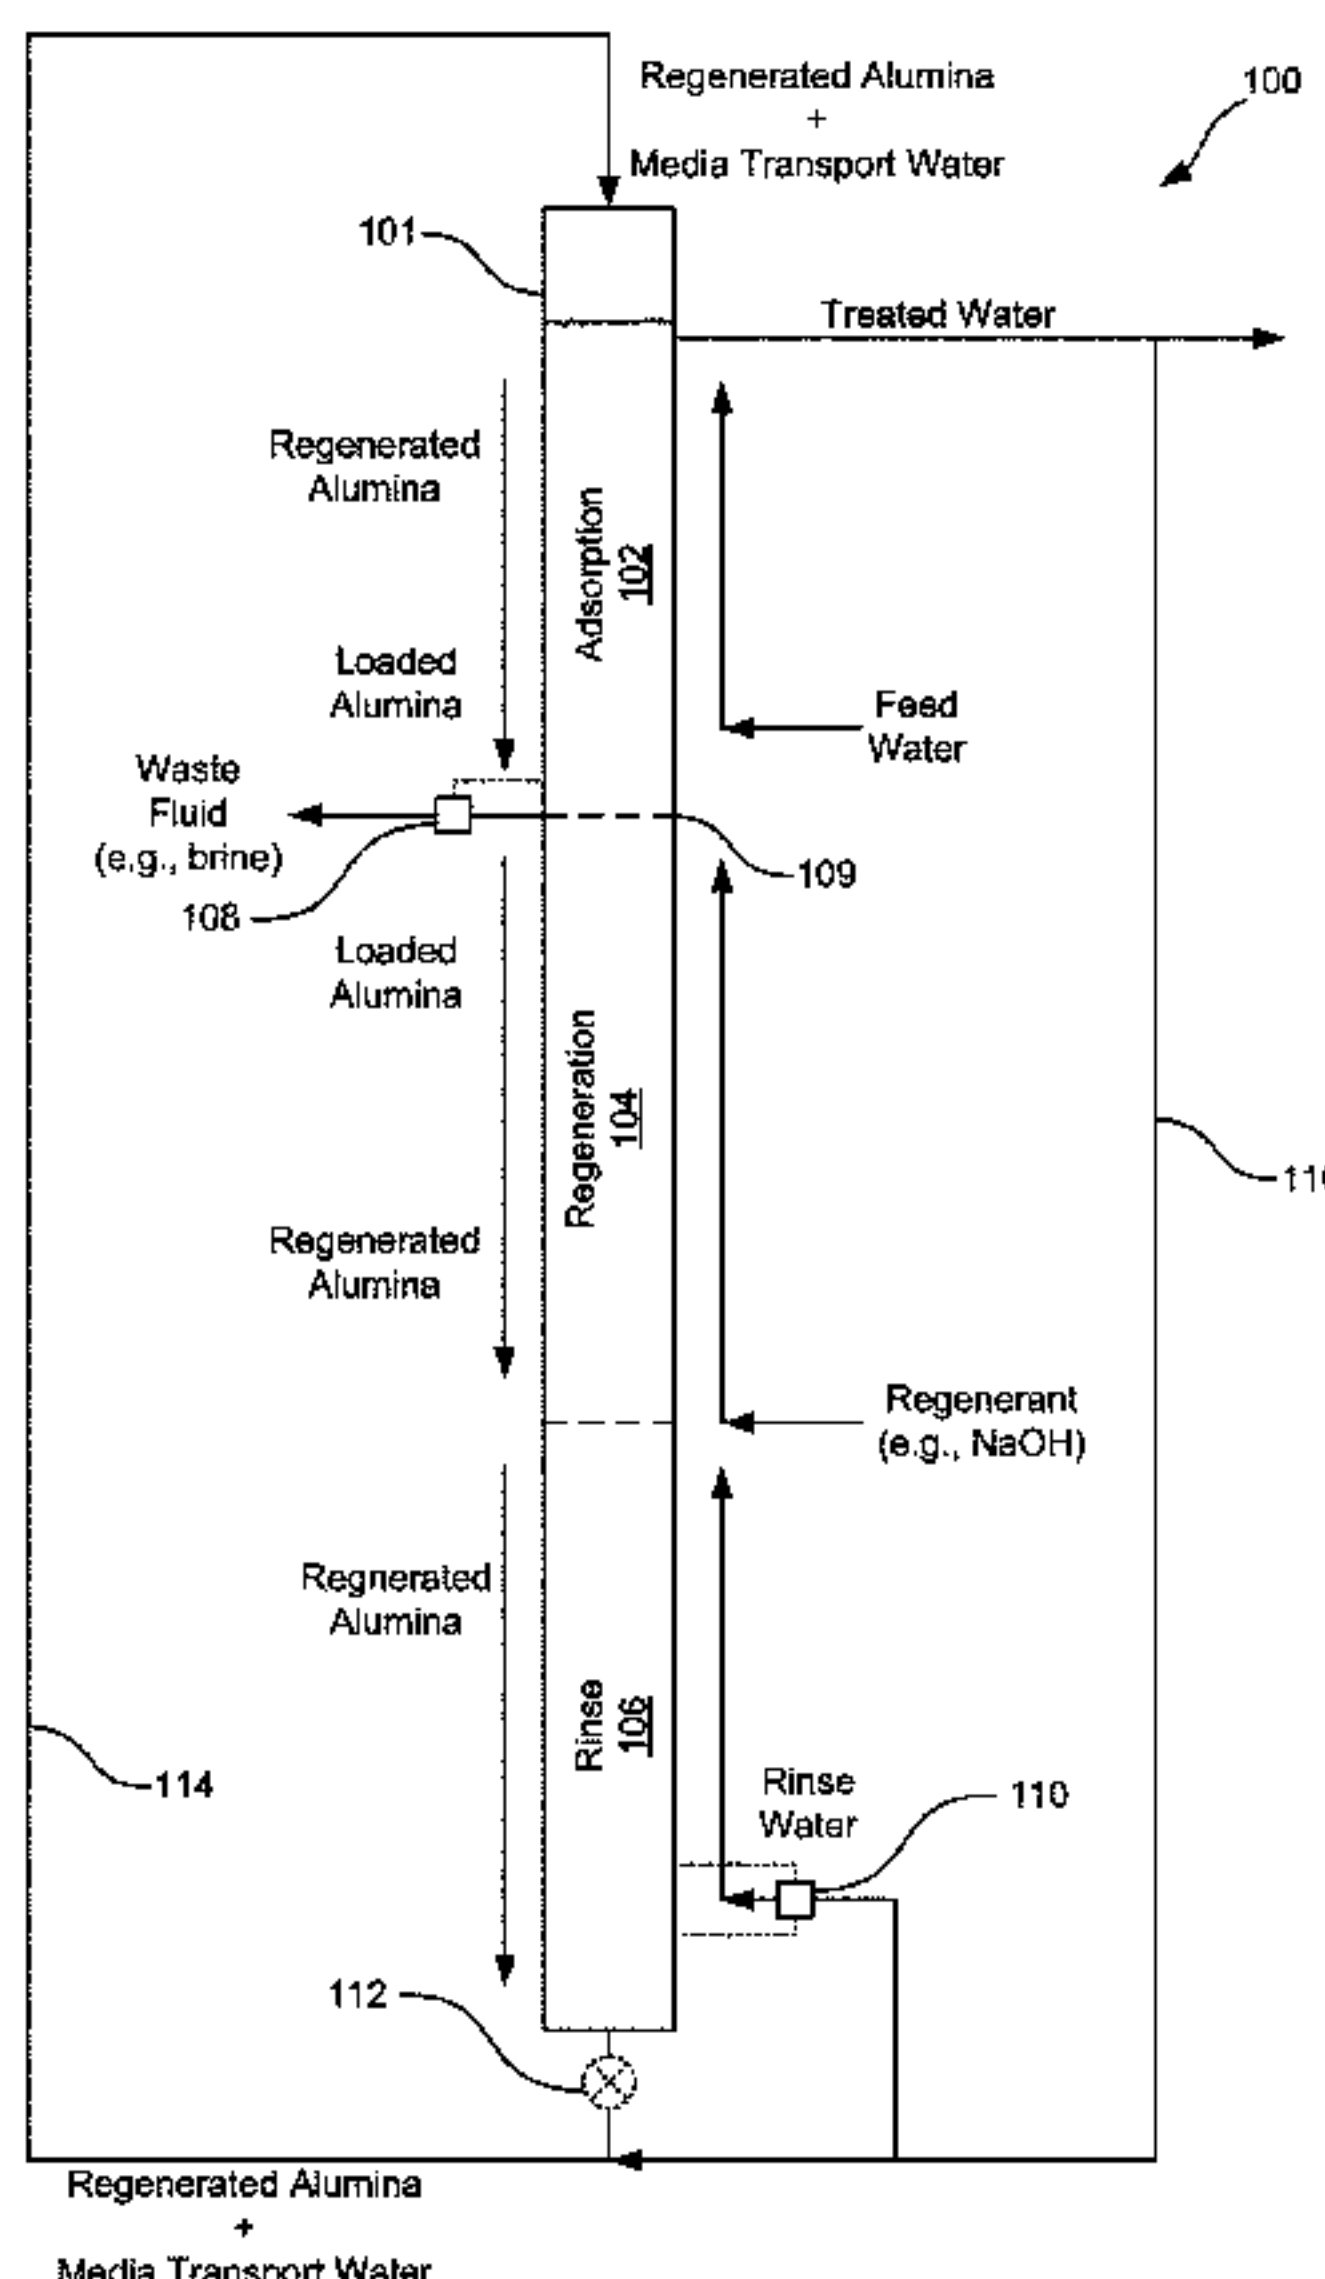 Regenerated Alumina
+
Media Transport Water
100
101
Treated Water
Regenerated
Alumina
Adsorption
102
Loaded
Alumina
Feed
Water
Waste
Fluid
(e.g., brine)
109
108
Loaded
Alumina
Regeneration
104
Regenerated
Alumina
Regenerant
(e.g., NaOH)
Regnerated
Alumina
Rinse
106
114
Rinse
Water
110
112
Regenerated Alumina
+
Media Transport Water